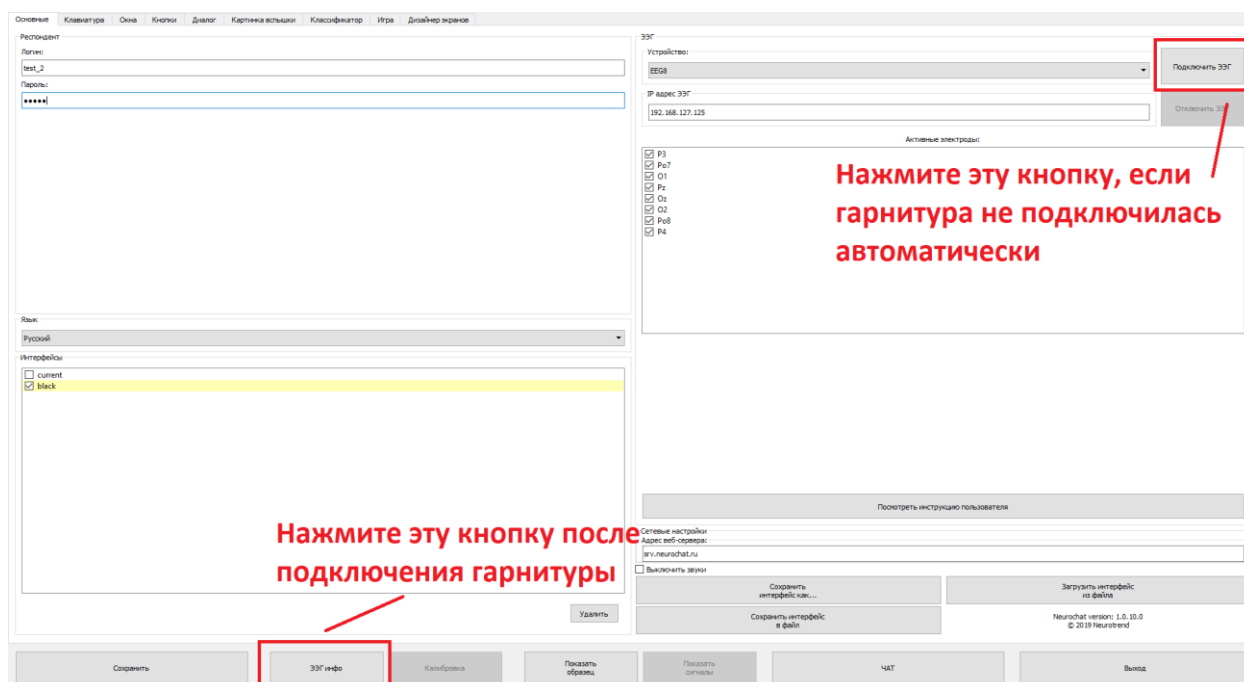 Основные Клавиатура Окна Кнопки Диалог Картинка вспышки Классификатор Игра Дизайнер экранов
Респондент
Логин:
test_2
Пароль:
•••••
Язык
Русский
Интерфейсы
current
black
Нажмите эту кнопку после
подключения гарнитуры
Удалить
ЭЭГ
Устройство:
EEG8
Подключить ЭЭГ
IP адрес ЭЭГ
192.168.127.125
Отключить ЭЭГ
Активные электроды:
P3
Po7
O1
Pz
Oz
O2
Po8
P4
Нажмите эту кнопку, если
гарнитура не подключилась
автоматически
Посмотреть инструкцию пользователя
Сетевые настройки
Адрес веб-сервера:
srv.neurochat.ru
Выключить звуки
Сохранить
интерфейс как...
Загрузить интерфейс
из файла
Сохранить интерфейс
в файл
Neurochat version: 1.0.10.0
© 2019 Neurotrend
Сохранить
ЭЭГ инфо
Калибровка
Показать
образец
Показать
сигналы
ЧАТ
Выход